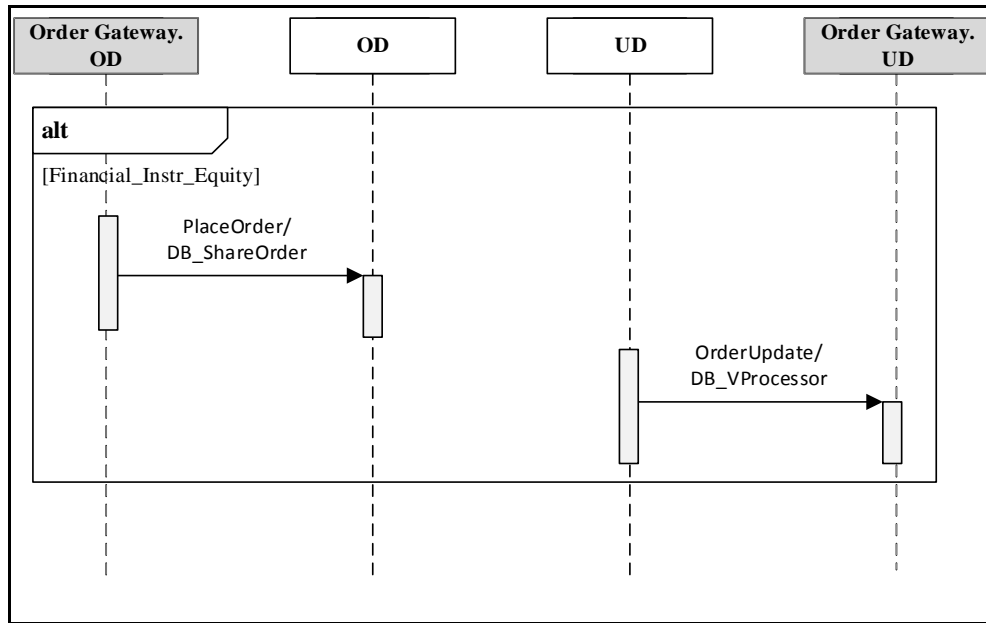 Order Gateway.
OD
OD
UD
Order Gateway.
UD
alt
[Financial_Instr_Equity]
PlaceOrder/
DB_ShareOrder
OrderUpdate/
DB_VProcessor